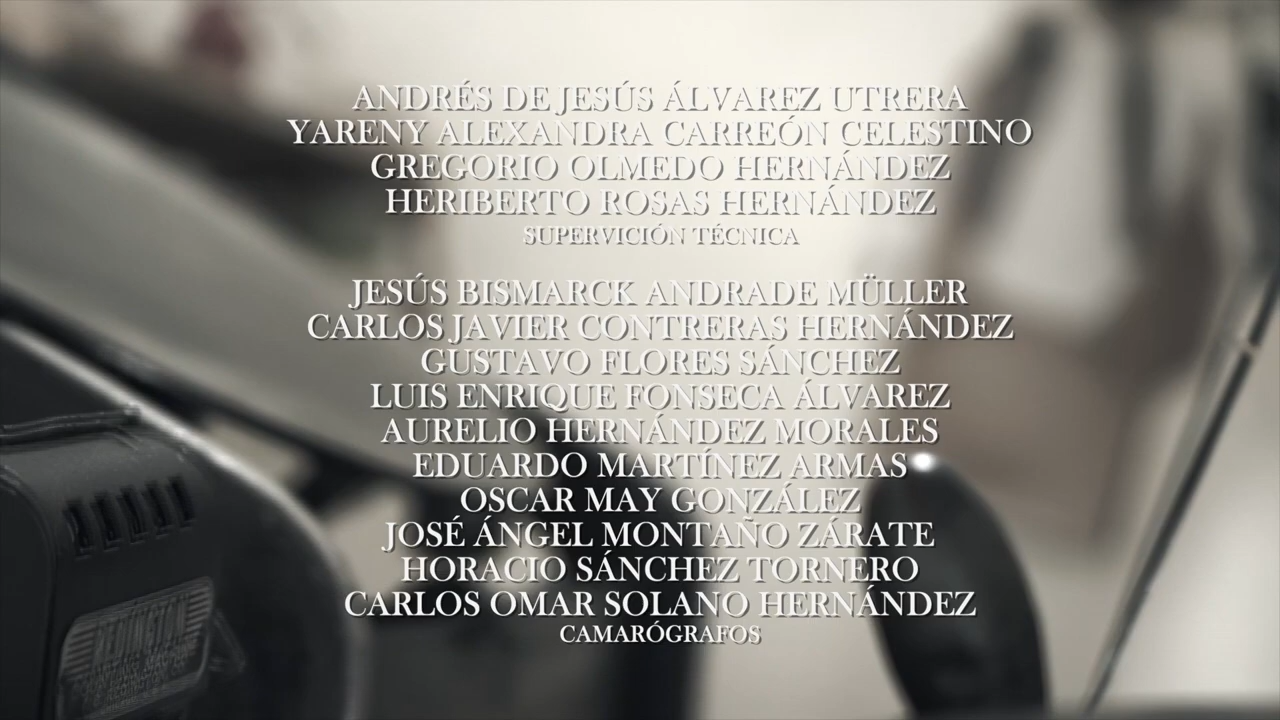 ANDRÉS DE JESÚS ÁLVAREZ UTRERA
YARENY ALEXANDRA CARREÓN CELESTINO
GREGORIO OLMEDO HERNÁNDEZ
HERIBERTO ROSAS HERNÁNDEZ
SUPERVICIÓN TÉCNICA
JESÚS BISMARCK ANDRADE MÜLLER
CARLOS JAVIER CONTRERAS HERNÁNDEZ
GUSTAVO FLORES SÁNCHEZ
LUIS ENRIQUE FONSECA ÁLVAREZ
AURELIO HERNÁNDEZ MORALES
EDUARDO MARTÍNEZ ARMAS
OSCAR MAY GONZÁLEZ
JOSÉ ÁNGEL MONTAÑO ZÁRATE
HORACIO SÁNCHEZ TORNERO
CARLOS OMAR SOLANO HERNÁNDEZ
CAMARÓGRAFOS